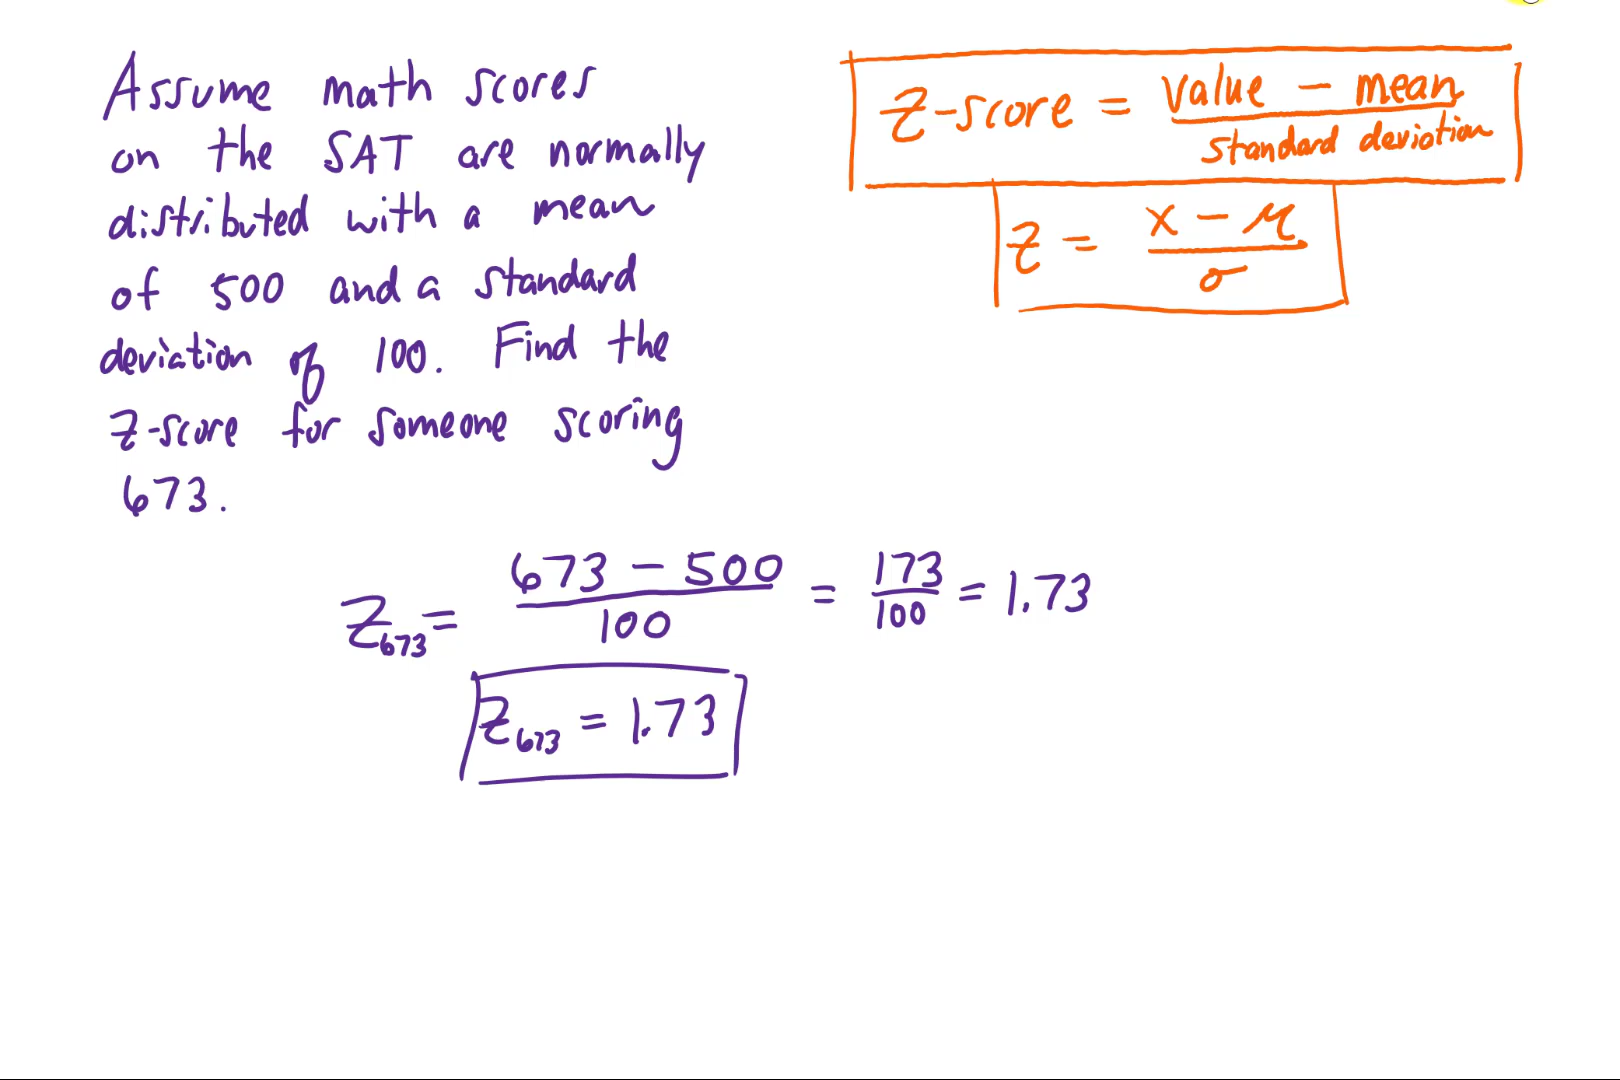 Assume math scores
on the SAT are normally
distributed with a mean
of 500 and a standard
deviation of 100. Find the
Z-score for someone scoring
673.
Z-score = value - mean / standard deviation
Z = x - μ / σ
Z673 = 673 - 500 / 100 = 173 / 100 = 1.73
Z673 = 1.73